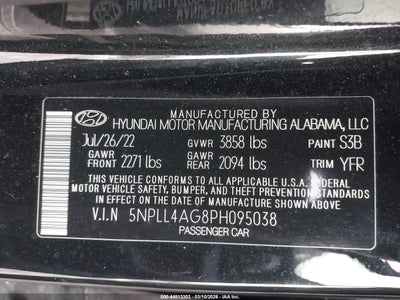 MANUFACTURED BY
HYUNDAI MOTOR MANUFACTURING ALABAMA, LLC
Jul/26/22 GVWR 3858 lbs PAINT S3B
GAWR FRONT 2271 lbs GAWR REAR 2094 lbs TRIM YFR
THIS VEHICLE CONFORMS TO ALL APPLICABLE U.S. FEDERAL
MOTOR VEHICLE SAFETY, BUMPER, AND THEFT PREVENTION
STANDARDS IN EFFECT ON THE DATE OF MANUFACTURE
SHOWN ABOVE.
V.I.N 5NPLL4AG8PH095038
PASSENGER CAR
000-44513303 - 03/10/2026 - IAA Inc.